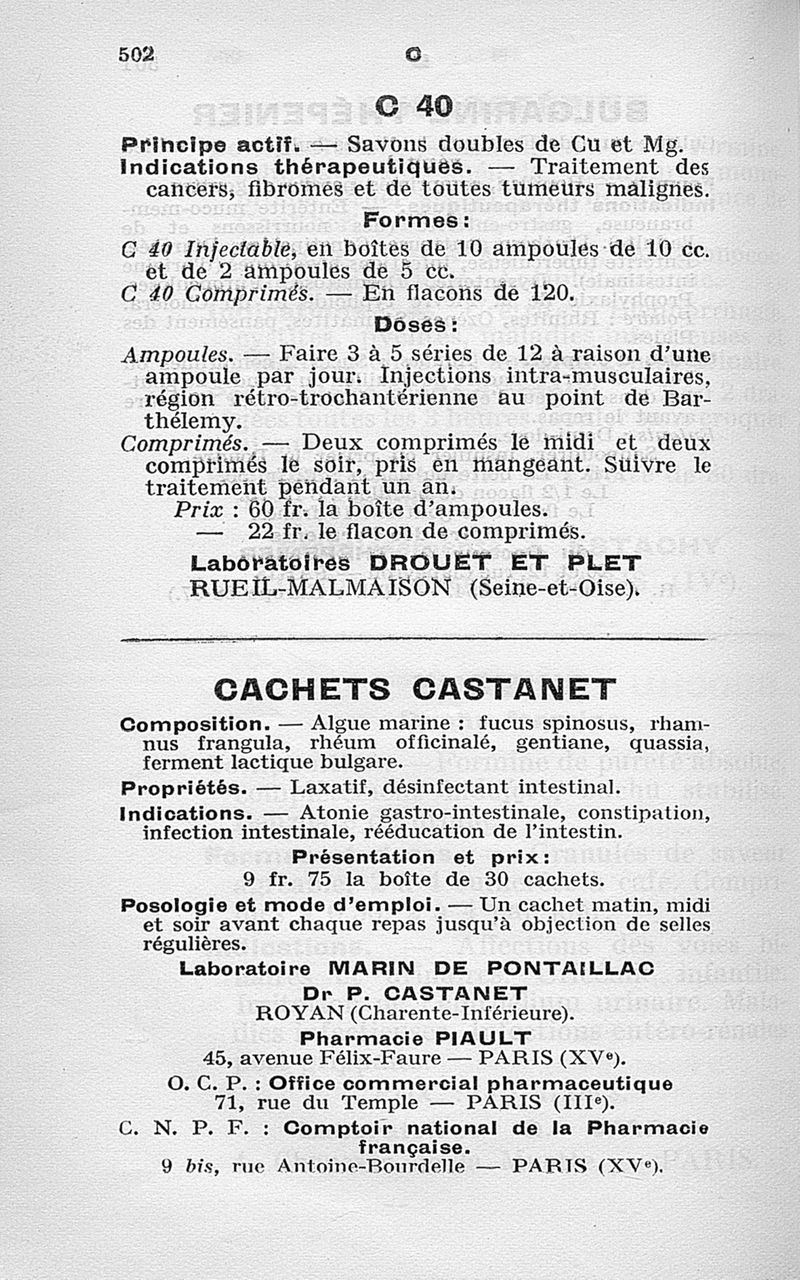 502
C
C 40
Principe actif. — Savons doubles de Cu et Mg.
Indications thérapeutiques. — Traitement des
cancers, fibromes et de toutes tumeurs malignes.
Formes :
C 40 Injectable, en boîtes de 10 ampoules de 10 cc.
et de 2 ampoules de 5 cc.
C 40 Comprimés. — En flacons de 120.
Doses :
Ampoules. — Faire 3 à 5 séries de 12 à raison d'une
ampoule par jour. Injections intra-musculaires,
région rétro-trochantérienne au point de Bar-
thélemy.
Comprimés. — Deux comprimés le midi et deux
comprimés le soir, pris en mangeant. Suivre le
traitement pendant un an.
Prix : 60 fr. la boîte d'ampoules.
— 22 fr. le flacon de comprimés.
Laboratoires DROUET ET PLET
RUEIL-MALMAISON (Seine-et-Oise).
CACHETS CASTANET
Composition. — Algue marine : fucus spinosus, rham-
nus frangula, rhéum officinalé, gentiane, quassia,
ferment lactique bulgare.
Propriétés. — Laxatif, désinfectant intestinal.
Indications. — Atonie gastro-intestinale, constipation,
infection intestinale, rééducation de l'intestin.
Présentation et prix :
9 fr. 75 la boîte de 30 cachets.
Posologie et mode d'emploi. — Un cachet matin, midi
et soir avant chaque repas jusqu'à objection de selles
régulières.
Laboratoire MARIN DE PONTAILLAC
Dr P. CASTANET
ROYAN (Charente-Inférieure).
Pharmacie PIAULT
45, avenue Félix-Faure — PARIS (XVe).
O. C. P. : Office commercial pharmaceutique
71, rue du Temple — PARIS (IIIe).
C. N. P. F. : Comptoir national de la Pharmacie
française.
9 bis, rue Antoine-Bourdelle — PARIS (XVe).